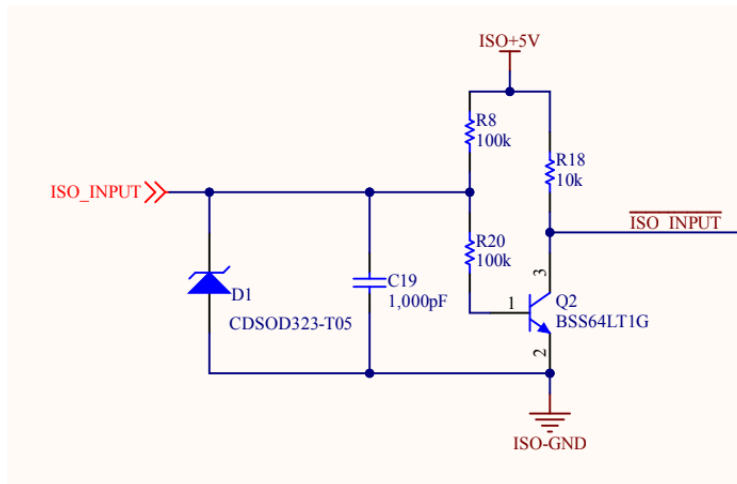 ISO+5V
R8
100k
R18
10k
ISO_INPUT
ISO_INPUT
R20
100k
3
D1
C19
1,000pF
1
Q2
CDSOD323-T05
BSS64LT1G
2
ISO-GND